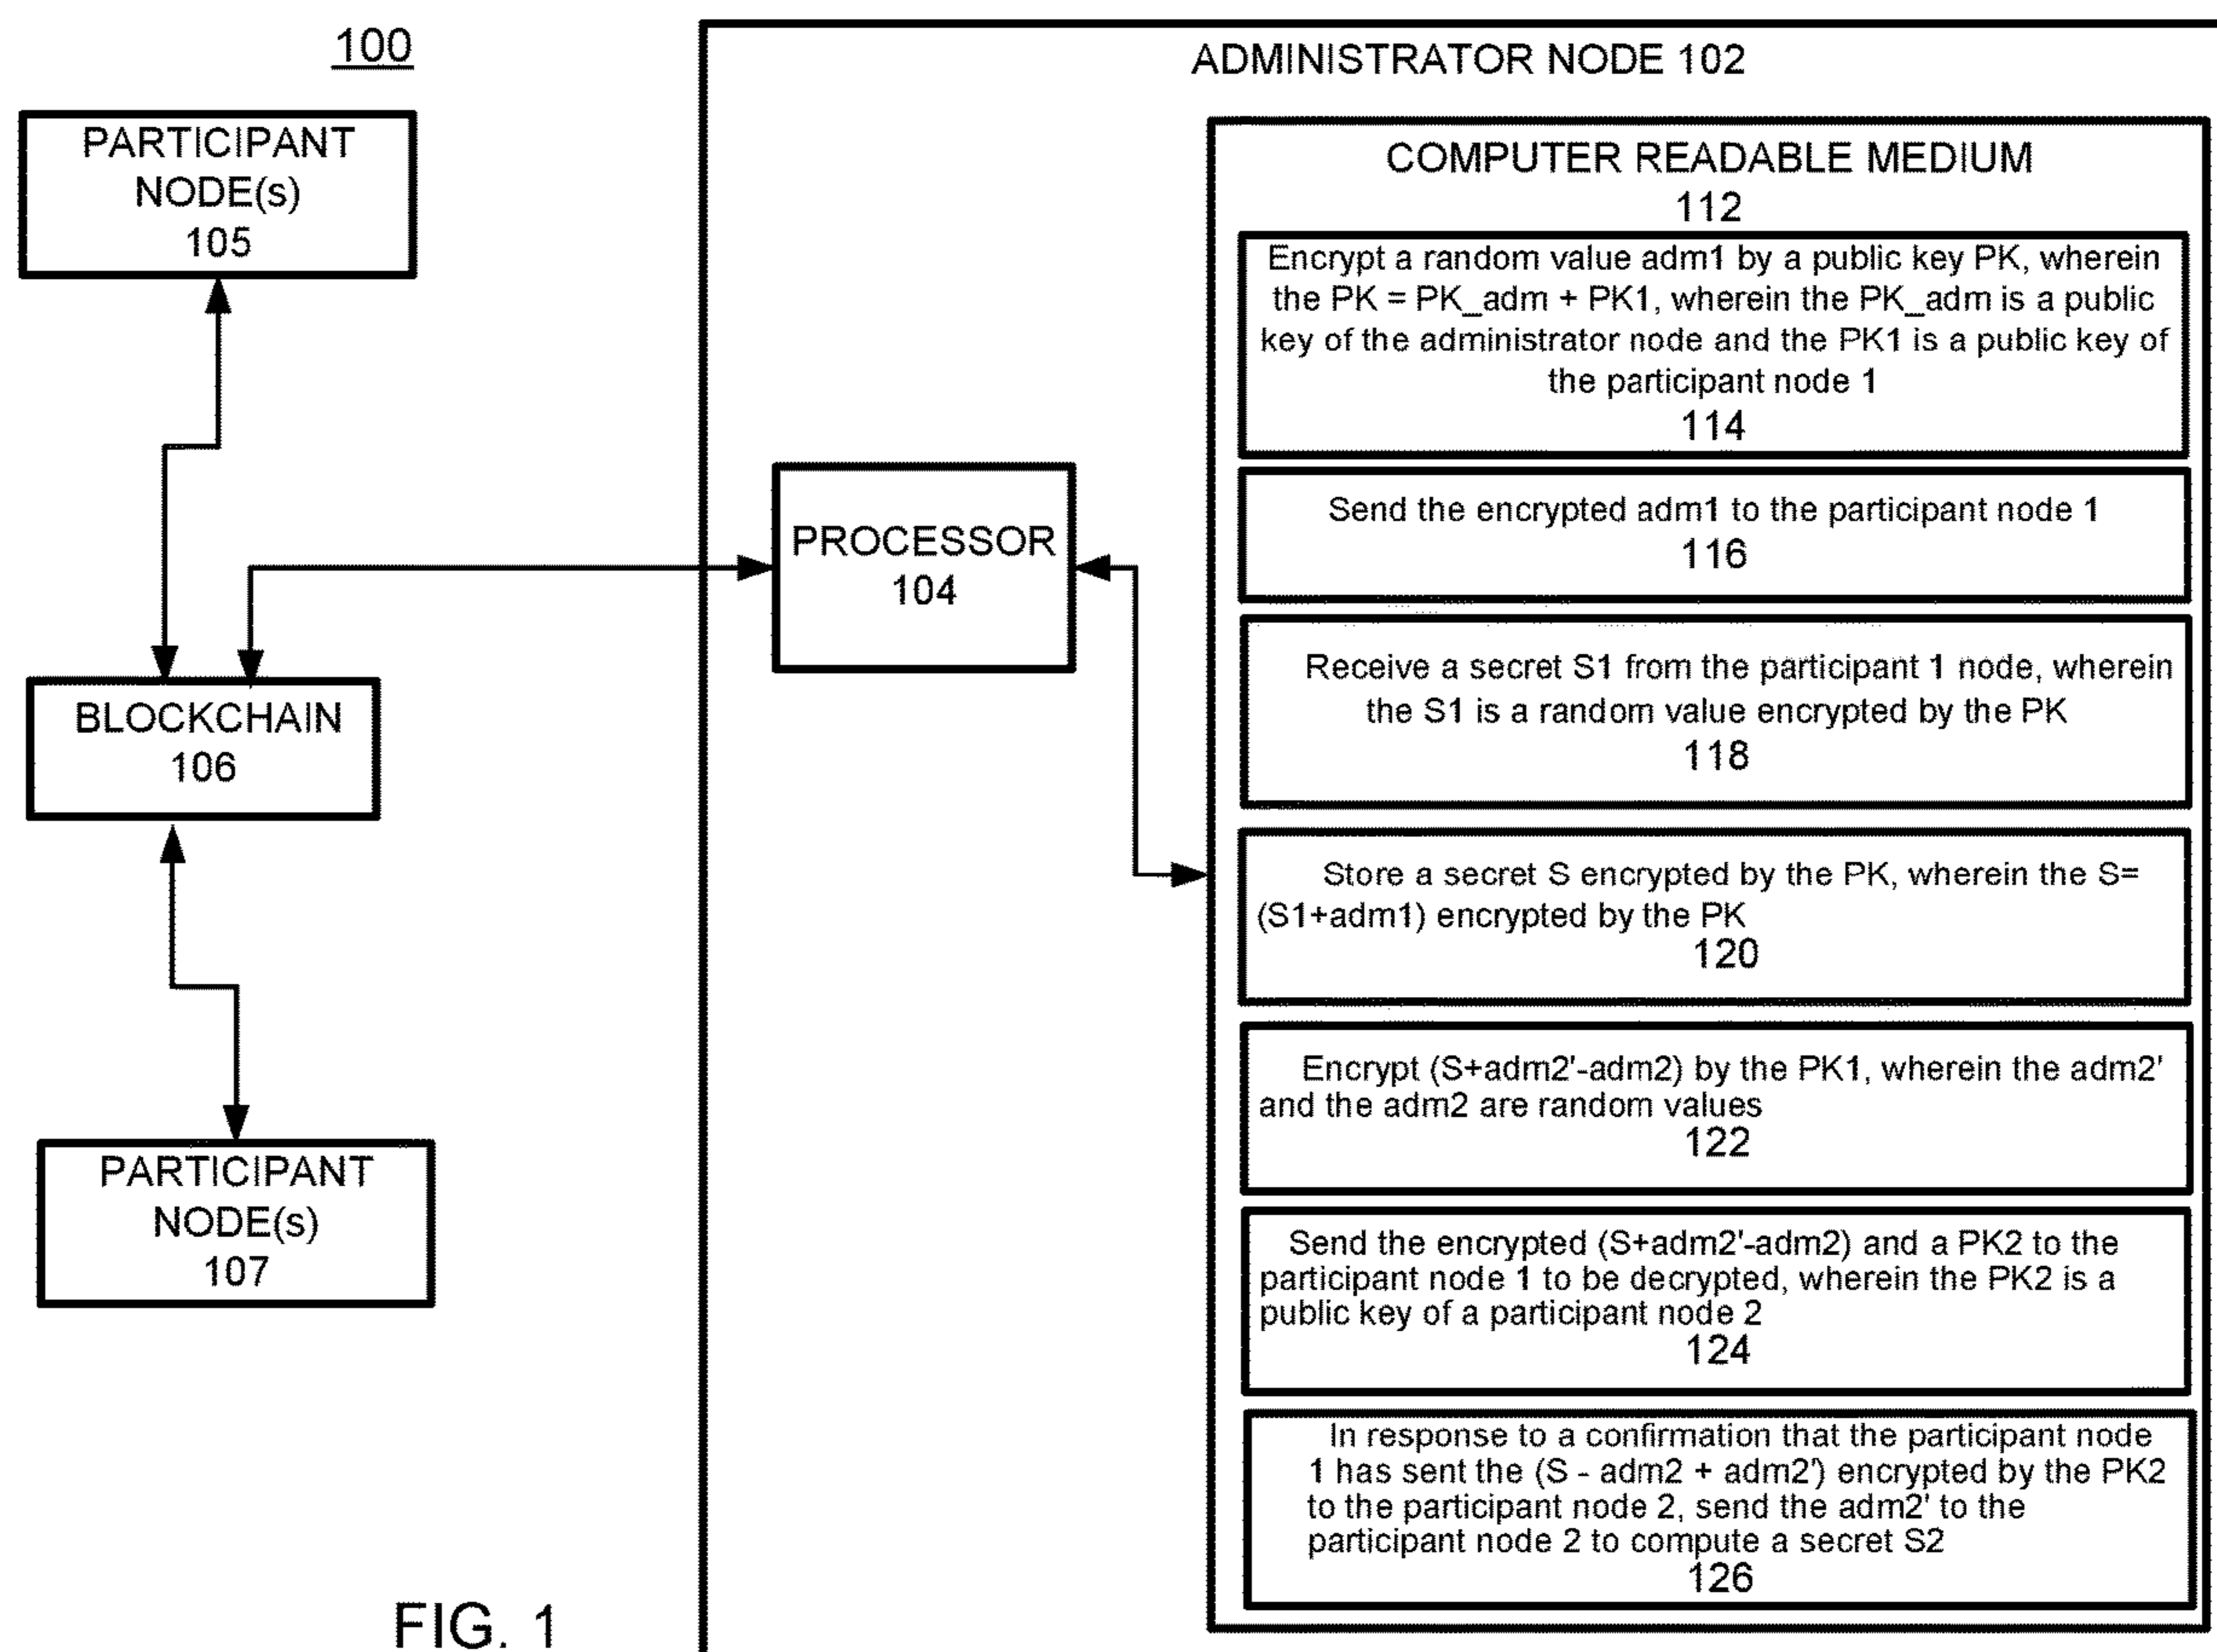 100
PARTICIPANT
NODE(s)
105
BLOCKCHAIN
106
PARTICIPANT
NODE(s)
107
FIG. 1
ADMINISTRATOR NODE 102
PROCESSOR
104
COMPUTER READABLE MEDIUM
112
Encrypt a random value adm1 by a public key PK, wherein
the PK = PK_adm + PK1, wherein the PK_adm is a public
key of the administrator node and the PK1 is a public key of
the participant node 1
114
Send the encrypted adm1 to the participant node 1
116
Receive a secret S1 from the participant 1 node, wherein
the S1 is a random value encrypted by the PK
118
Store a secret S encrypted by the PK, wherein the S=
(S1+adm1) encrypted by the PK
120
Encrypt (S+adm2'-adm2) by the PK1, wherein the adm2'
and the adm2 are random values
122
Send the encrypted (S+adm2'-adm2) and a PK2 to the
participant node 1 to be decrypted, wherein the PK2 is a
public key of a participant node 2
124
In response to a confirmation that the participant node
1 has sent the (S - adm2 + adm2') encrypted by the PK2
to the participant node 2, send the adm2' to the
participant node 2 to compute a secret S2
126